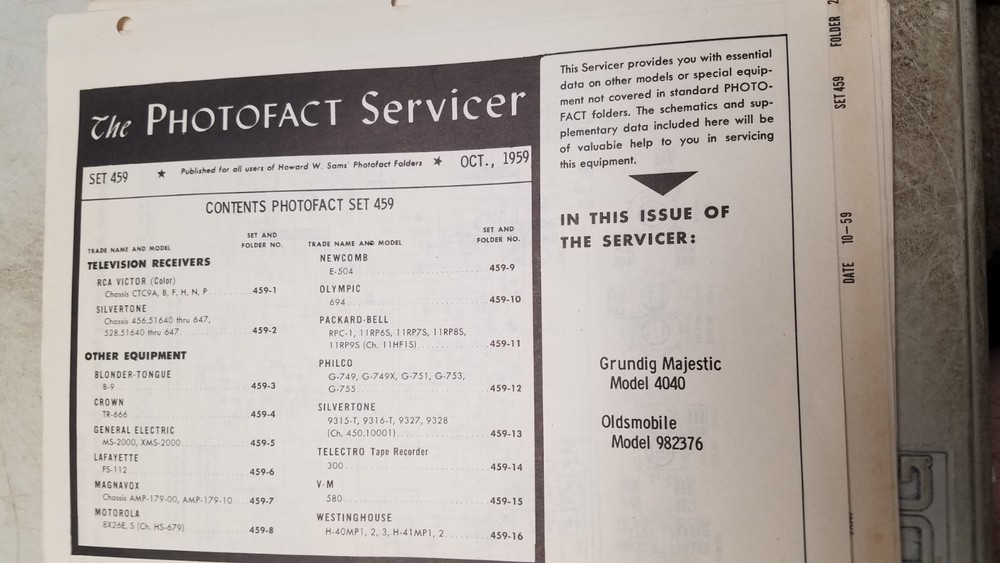 The PHOTOFACT Servicer
SET 459 ★ Published for all users of Howard W. Sams' Photofact Folders ★ OCT., 1959
CONTENTS PHOTOFACT SET 459
TRADE NAME AND MODEL
SET AND
FOLDER NO.
TELEVISION RECEIVERS
RCA VICTOR (Color)
Chassis CTC9A, B, F, H, N, P 459-1
SILVERTONE
Chassis 456.51640 thru 647,
528.51640 thru 647 459-2
OTHER EQUIPMENT
BLONDER-TONGUE
B-9 459-3
CROWN
TR-666 459-4
GENERAL ELECTRIC
MS-2000, XMS-2000 459-5
LAFAYETTE
FS-112 459-6
MAGNAVOX
Chassis AMP-179-00, AMP-179-10 459-7
MOTOROLA
8X26E, S (Ch. HS-679) 459-8
TRADE NAME AND MODEL
SET AND
FOLDER NO.
NEWCOMB
E-504 459-9
OLYMPIC
694 459-10
PACKARD-BELL
RPC-1, 11RP6S, 11RP7S, 11RP8S,
11RP9S (Ch. 11HF1S) 459-11
PHILCO
G-749, G-749X, G-751, G-753,
G-755 459-12
SILVERTONE
9315-T, 9316-T, 9327, 9328
(Ch. 450.10001) 459-13
TELECTRO Tape Recorder
300 459-14
V-M
580 459-15
WESTINGHOUSE
H-40MP1, 2, 3, H-41MP1, 2 459-16
This Servicer provides you with essential
data on other models or special equip-
ment not covered in standard PHOTO-
FACT folders. The schematics and sup-
plementary data included here will be
of valuable help to you in servicing
this equipment.
IN THIS ISSUE OF
THE SERVICER:
Grundig Majestic
Model 4040
Oldsmobile
Model 982376
DATE 10-59 SET 459 FOLDER 2